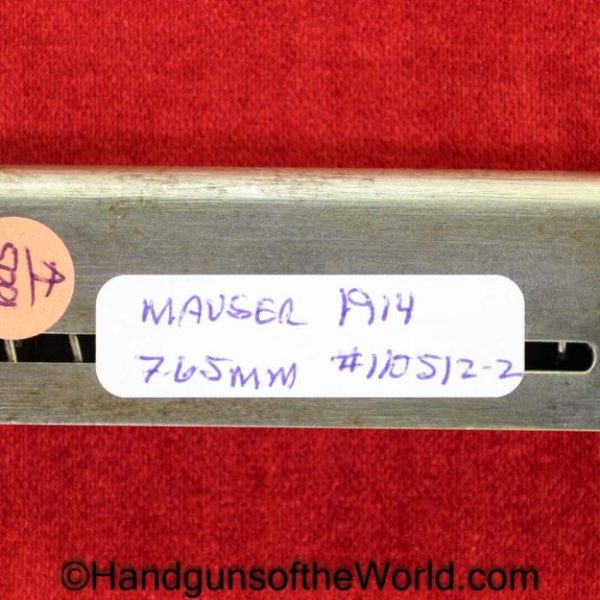 MAUSER 1914
7.65mm #110512-2
©HandgunsoftheWorld.com